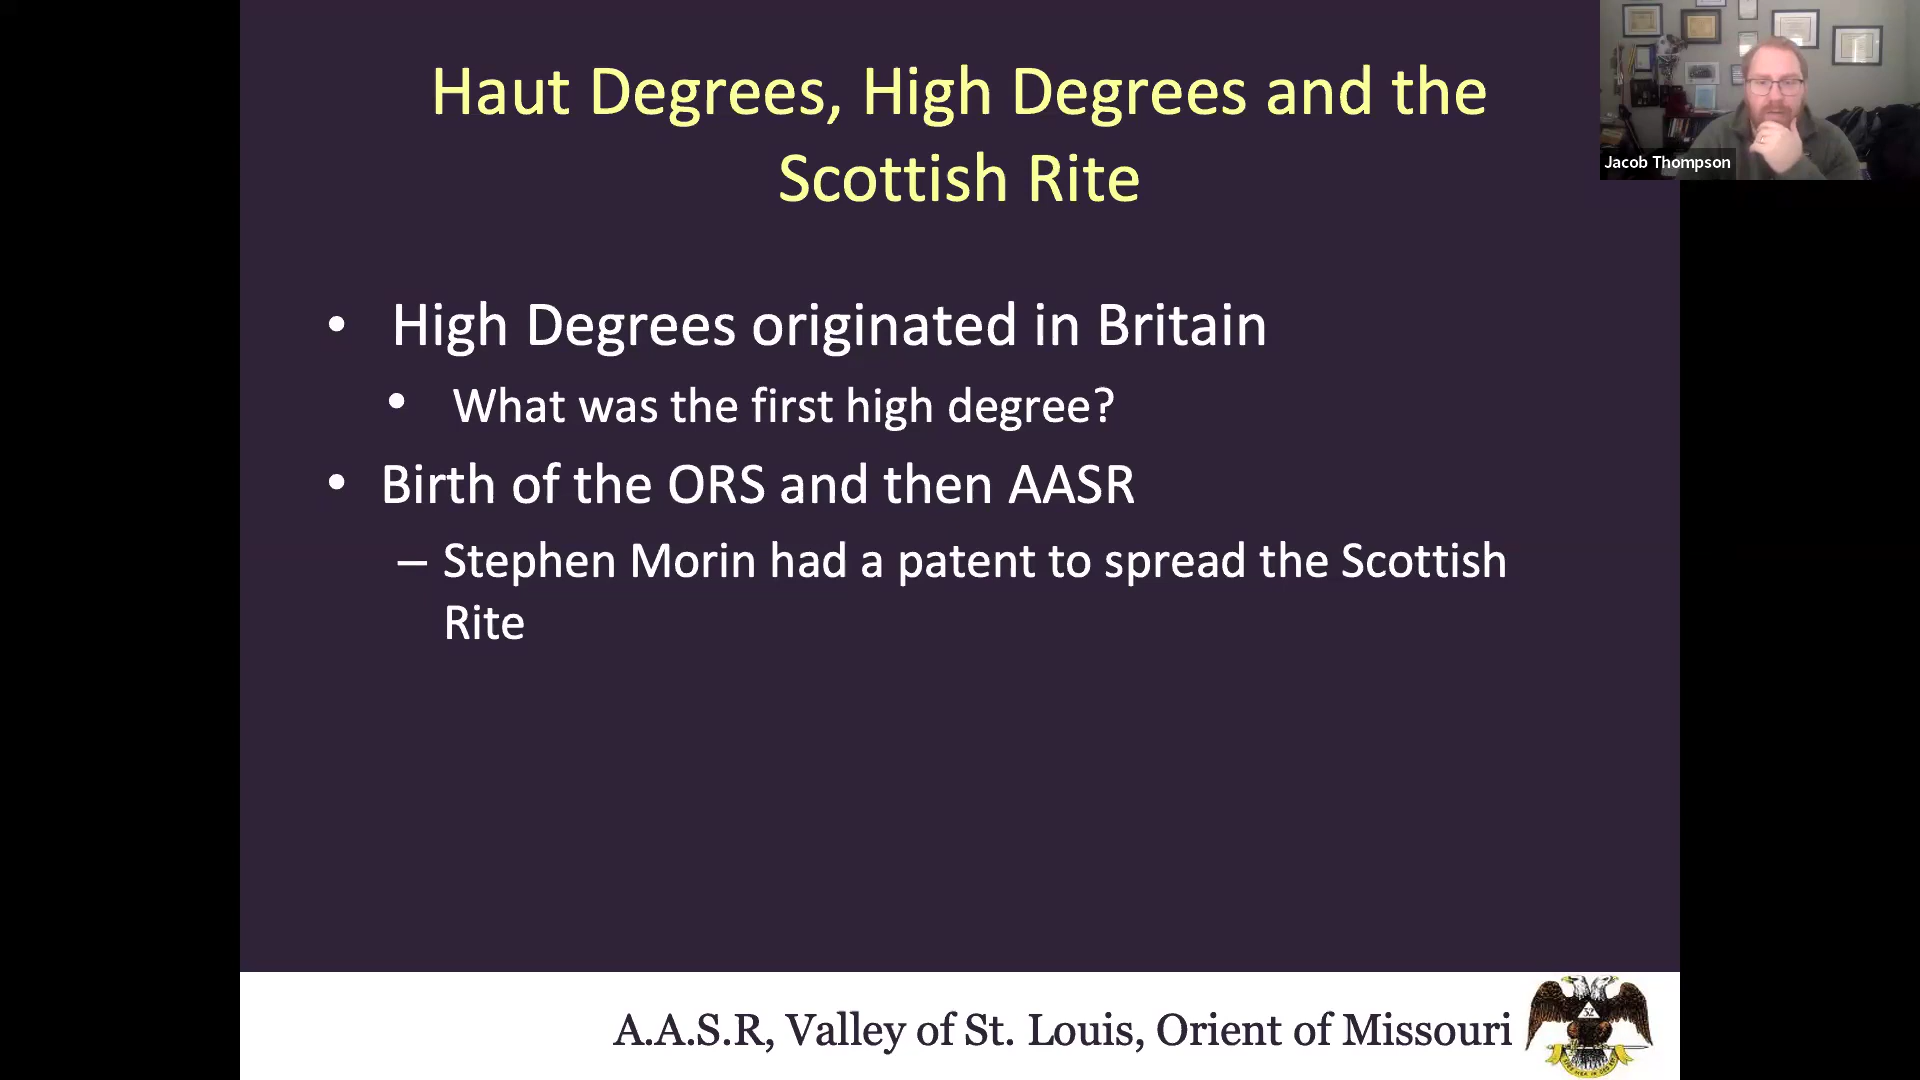 Haut Degrees, High Degrees and the
Scottish Rite
Jacob Thompson
• High Degrees originated in Britain
• What was the first high degree?
• Birth of the ORS and then AASR
– Stephen Morin had a patent to spread the Scottish
Rite
A.A.S.R, Valley of St. Louis, Orient of Missouri
32